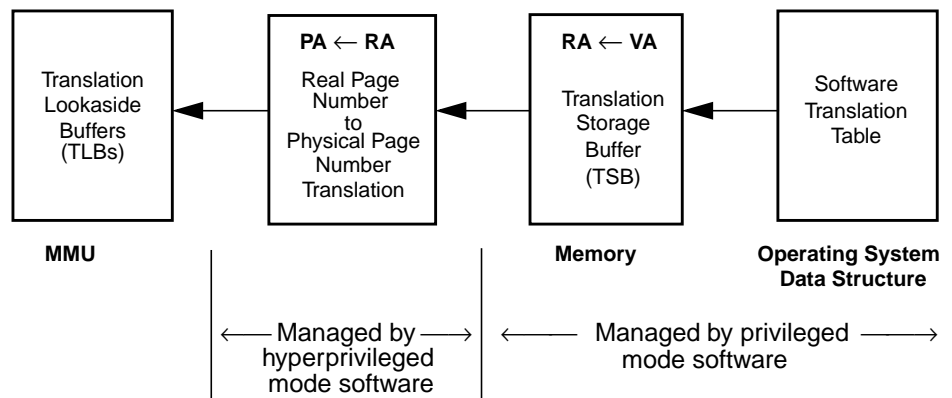 Translation
Lookaside
Buffers
(TLBs)
PA ← RA
Real Page
Number
to
Physical Page
Number
Translation
RA ← VA
Translation
Storage
Buffer
(TSB)
Software
Translation
Table
MMU
Memory
Operating System
Data Structure
Managed by
hyperprivileged
mode software
Managed by privileged
mode software